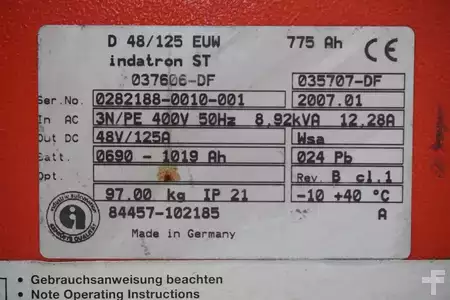 D 48/125 EUW 775 Ah
indatron ST
037606-DF 035707-DF
Ser.No. 0282188-0010-001 2007.01
In AC 3N/PE 400V 50Hz 8,92kVA 12.28A
Out DC 48V/125A Wsa
Batt. 0690 - 1019 Ah 024 Pb
Opt. Rev. B cl.1
97.00 kg IP 21 -10 +40 °C
84457-102185 A
Made in Germany
• Gebrauchsanweisung beachten
• Note Operating Instructions